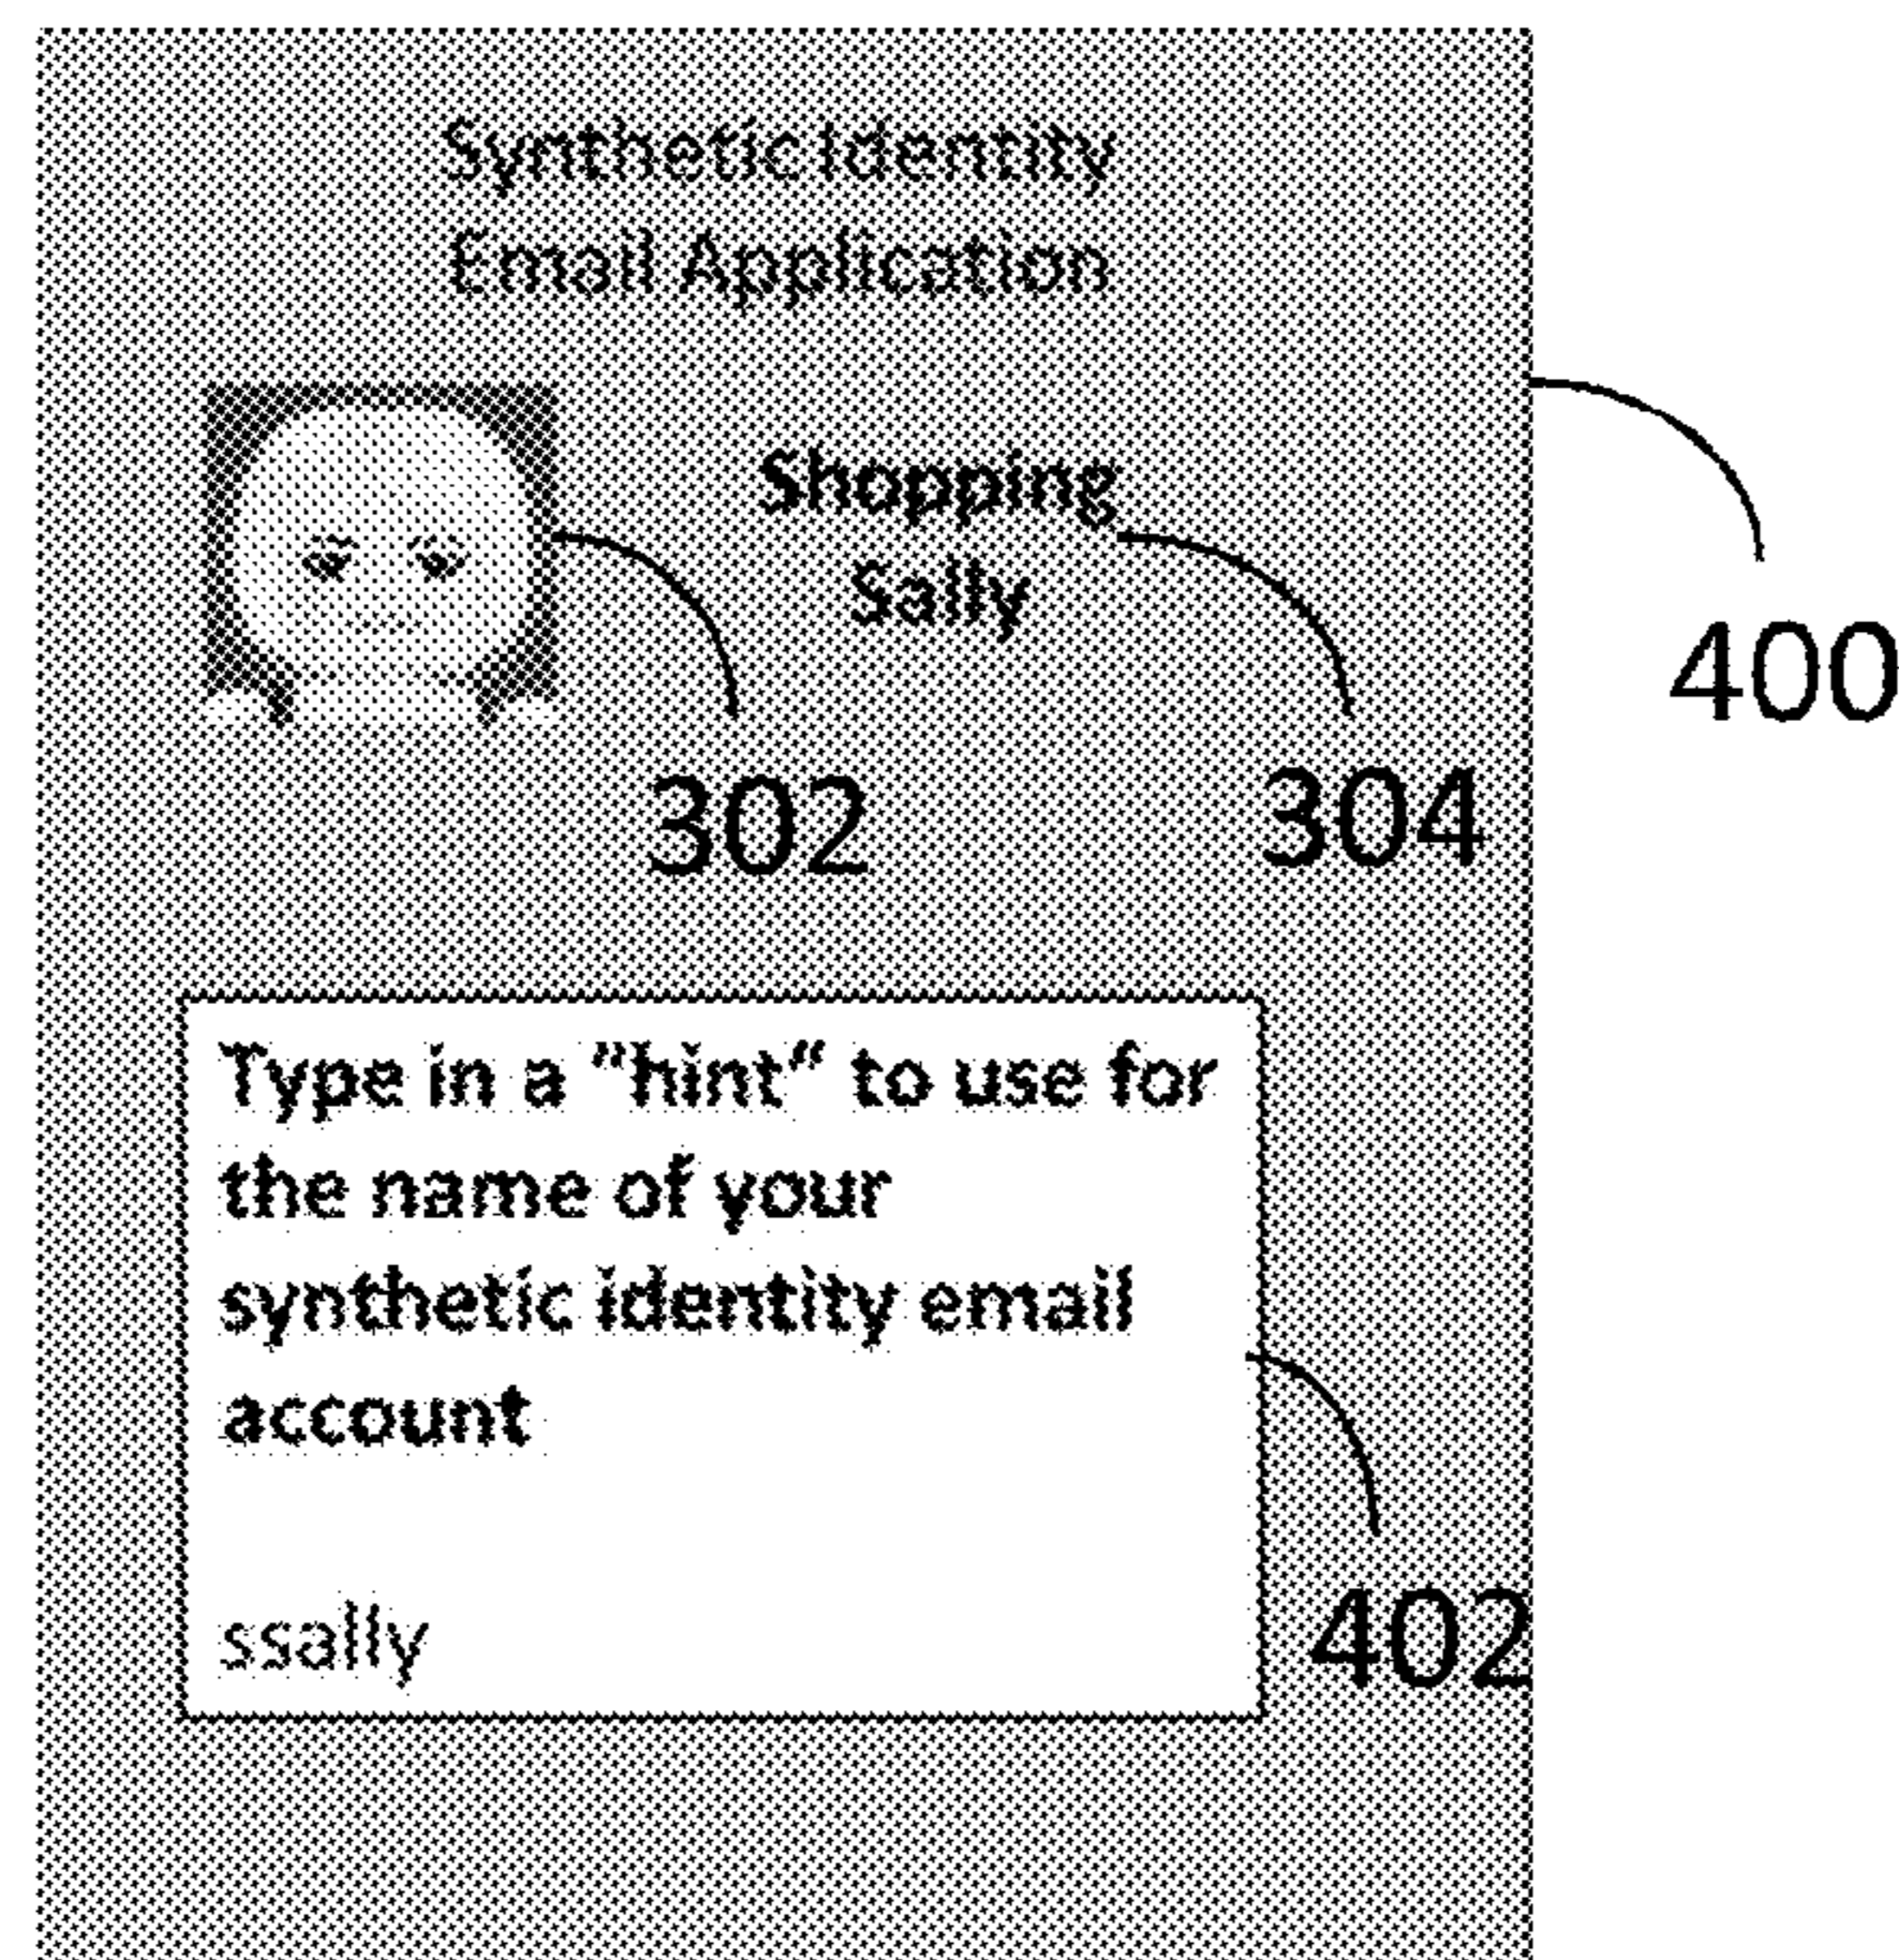 Synthetic Identity
Email Application
Shopping
Sally
400
302
304
Type in a "hint" to use for
the name of your
synthetic identity email
account
ssally
402